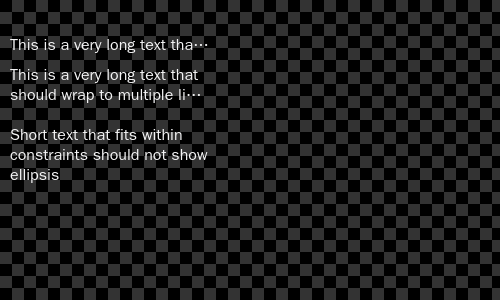 This is a very long text tha⋯
This is a very long text that
should wrap to multiple li⋯
Short text that fits within
constraints should not show
ellipsis